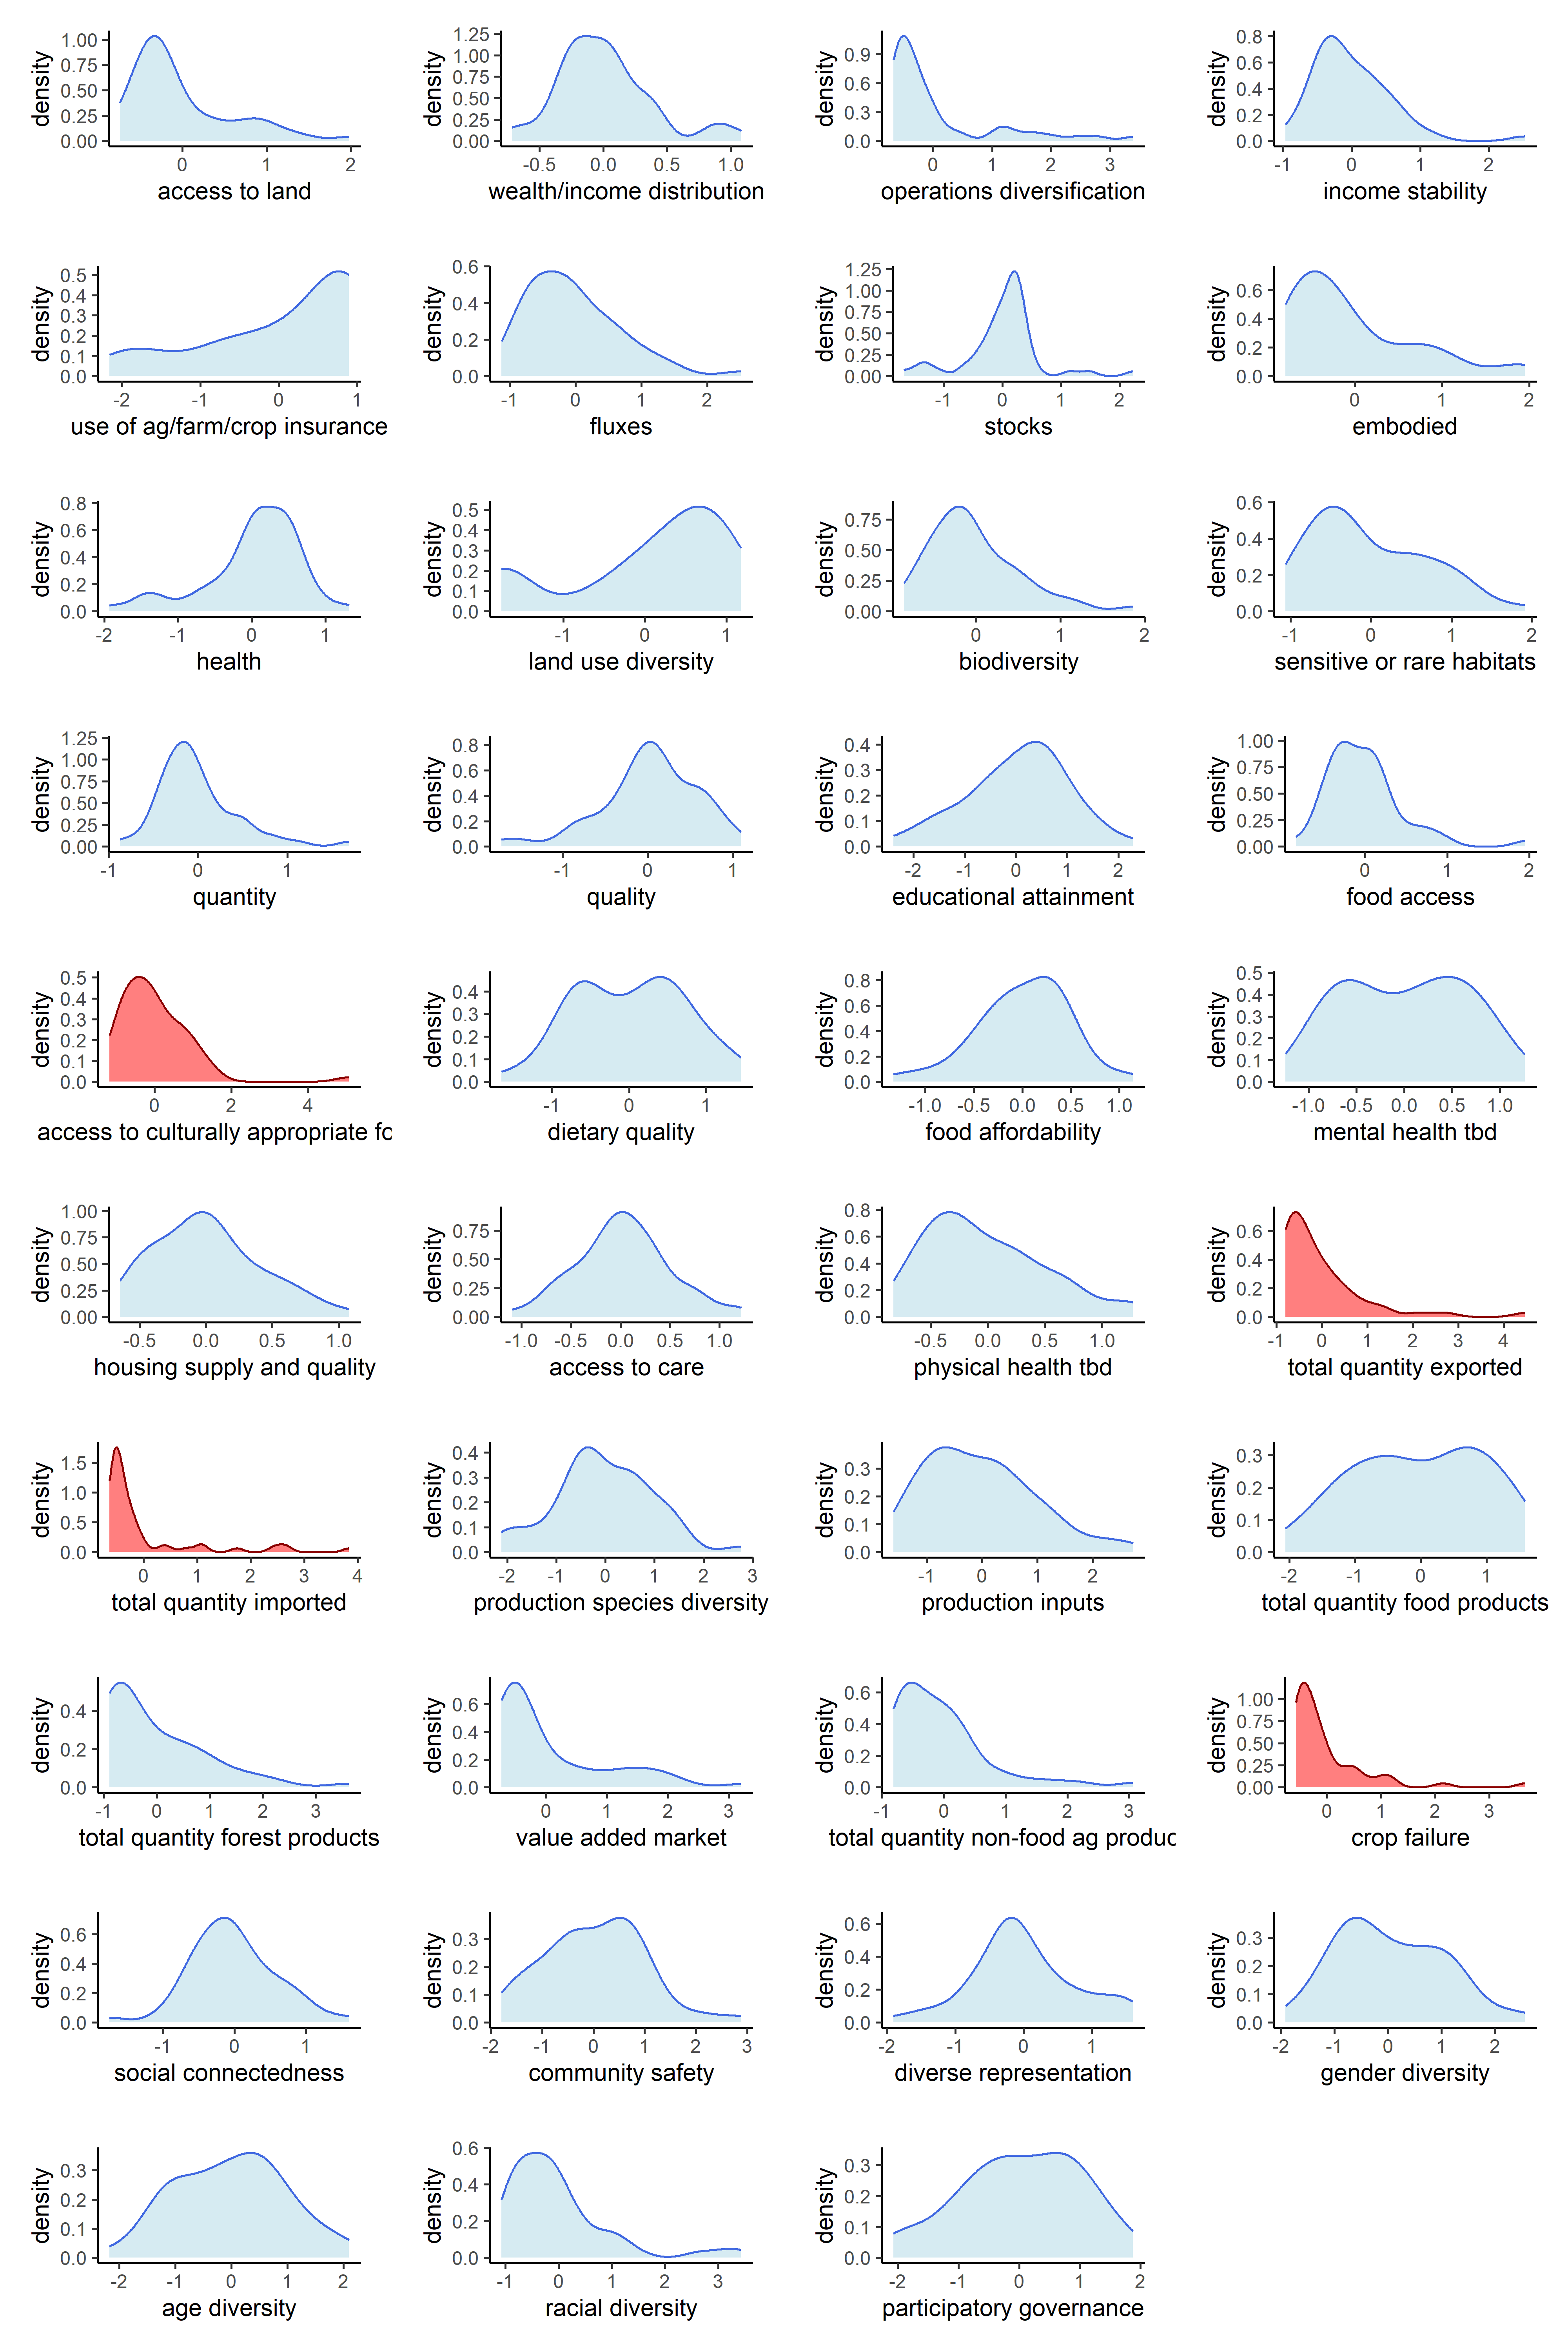 density
1.00
0.75
0.50
0.25
0.00
0 1 2
access to land
density
1.25
1.00
0.75
0.50
0.25
0.00
-0.5 0.0 0.5 1.0
wealth/income distribution
density
0.9
0.6
0.3
0.0
0 1 2 3
operations diversification
density
0.8
0.6
0.4
0.2
0.0
-1 0 1 2
income stability
density
0.5
0.4
0.3
0.2
0.1
0.0
-2 -1 0 1
use of ag/farm/crop insurance
density
0.6
0.4
0.2
0.0
-1 0 1 2
fluxes
density
1.25
1.00
0.75
0.50
0.25
0.00
-1 0 1 2
stocks
density
0.6
0.4
0.2
0.0
0 1 2
embodied
density
0.8
0.6
0.4
0.2
0.0
-2 -1 0 1
health
density
0.5
0.4
0.3
0.2
0.1
0.0
-1 0 1
land use diversity
density
0.75
0.50
0.25
0.00
0 1 2
biodiversity
density
0.6
0.4
0.2
0.0
-1 0 1 2
sensitive or rare habitats
density
1.25
1.00
0.75
0.50
0.25
0.00
-1 0 1
quantity
density
0.8
0.6
0.4
0.2
0.0
-1 0 1
quality
density
0.4
0.3
0.2
0.1
0.0
-2 -1 0 1 2
educational attainment
density
1.00
0.75
0.50
0.25
0.00
0 1 2
food access
density
0.5
0.4
0.3
0.2
0.1
0.0
0 2 4
access to culturally appropriate
density
0.4
0.3
0.2
0.1
0.0
-1 0 1
dietary quality
density
0.8
0.6
0.4
0.2
0.0
-1.0 -0.5 0.0 0.5 1.0
food affordability
density
0.5
0.4
0.3
0.2
0.1
0.0
-1.0 -0.5 0.0 0.5 1.0
mental health tbd
density
1.00
0.75
0.50
0.25
0.00
-0.5 0.0 0.5 1.0
housing supply and quality
density
0.75
0.50
0.25
0.00
-1.0 -0.5 0.0 0.5 1.0
access to care
density
0.8
0.6
0.4
0.2
0.0
-0.5 0.0 0.5 1.0
physical health tbd
density
0.6
0.4
0.2
0.0
-1 0 1 2 3 4
total quantity exported
density
1.5
1.0
0.5
0.0
0 1 2 3 4
total quantity imported
density
0.4
0.3
0.2
0.1
0.0
-2 -1 0 1 2 3
production species diversity
density
0.3
0.2
0.1
0.0
-1 0 1 2
production inputs
density
0.3
0.2
0.1
0.0
-2 -1 0 1
total quantity food products
density
0.4
0.2
0.0
-1 0 1 2 3
total quantity forest products
density
0.6
0.4
0.2
0.0
0 1 2 3
value added market
density
0.6
0.4
0.2
0.0
-1 0 1 2 3
total quantity non-food ag produc
density
1.00
0.75
0.50
0.25
0.00
0 1 2 3
crop failure
density
0.6
0.4
0.2
0.0
-1 0 1
social connectedness
density
0.3
0.2
0.1
0.0
-2 -1 0 1 2 3
community safety
density
0.6
0.4
0.2
0.0
-2 -1 0 1
diverse representation
density
0.3
0.2
0.1
0.0
-2 -1 0 1 2
gender diversity
density
0.3
0.2
0.1
0.0
-2 -1 0 1 2
age diversity
density
0.6
0.4
0.2
0.0
-1 0 1 2 3
racial diversity
density
0.3
0.2
0.1
0.0
-2 -1 0 1 2
participatory governance